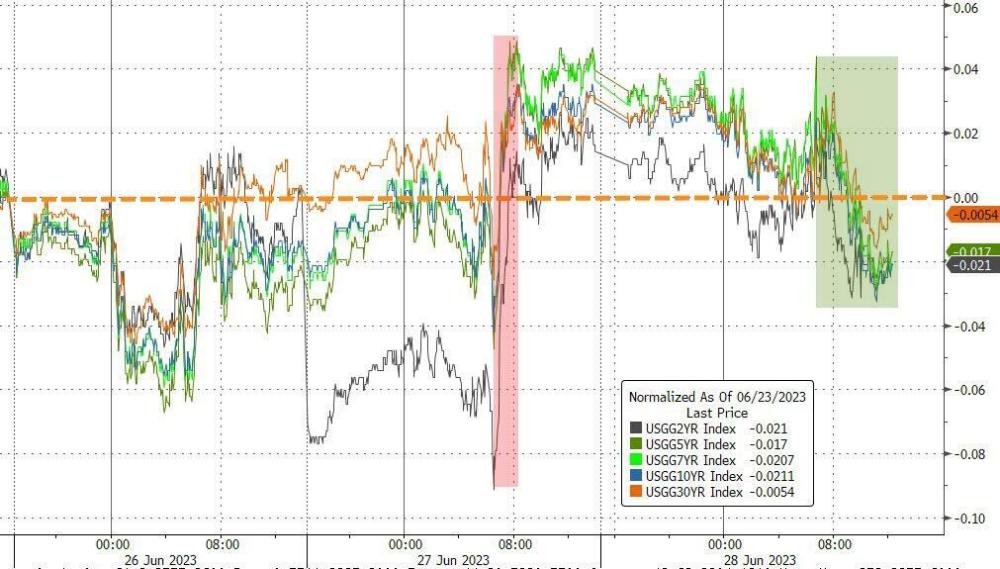 0.06
0.04
0.02
0.00
-0.0054
0.017
-0.021
-0.04
-0.06
-0.08
-0.10
Normalized As Of 06/23/2023
Last Price
USGG2YR Index -0.021
USGG5YR Index -0.017
USGG7YR Index -0.0207
USGG10YR Index -0.0211
USGG30YR Index -0.0054
00:00 08:00 00:00 08:00 00:00 08:00
26 Jun 2023 27 Jun 2023 28 Jun 2023